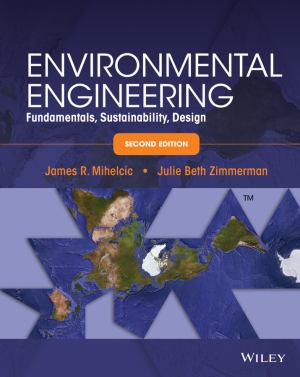 ENVIRONMENTAL
ENGINEERING
Fundamentals, Sustainability, Design
SECOND EDITION
James R. Mihelcic • Julie Beth Zimmerman
TM
WILEY